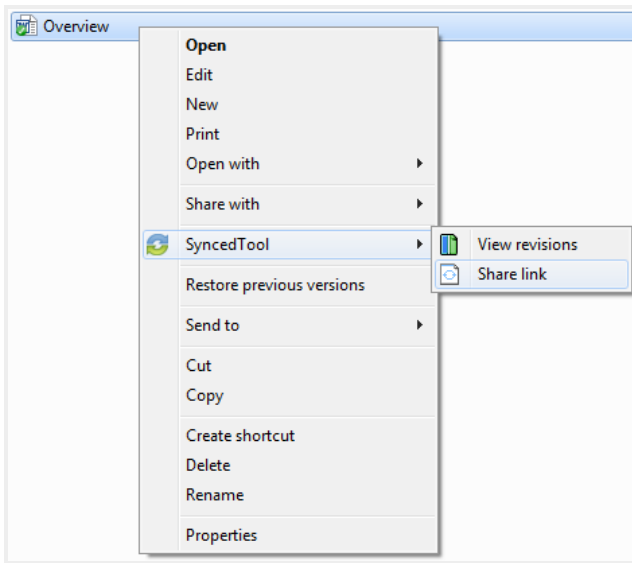 Overview
Open
Edit
New
Print
Open with
Share with
SyncedTool
View revisions
Share link
Restore previous versions
Send to
Cut
Copy
Create shortcut
Delete
Rename
Properties